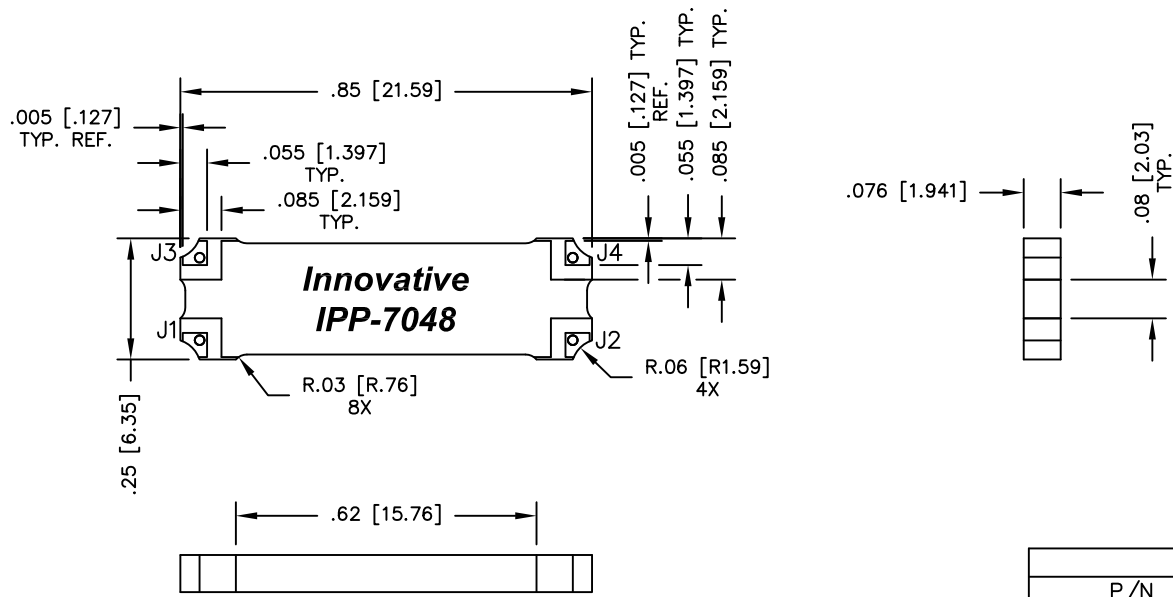 .85 [21.59]
.005 [.127]
TYP. REF.
.055 [1.397]
TYP.
.085 [2.159]
TYP.
.005 [.127] TYP.
REF.
.055 [1.397] TYP.
.085 [2.159] TYP.
J3
J4
Innovative
IPP-7048
J1
J2
R.03 [R.76]
8X
R.06 [R1.59]
4X
.25 [6.35]
.62 [15.76]
.076 [1.941]
.08 [2.03]
TYP.
P/N